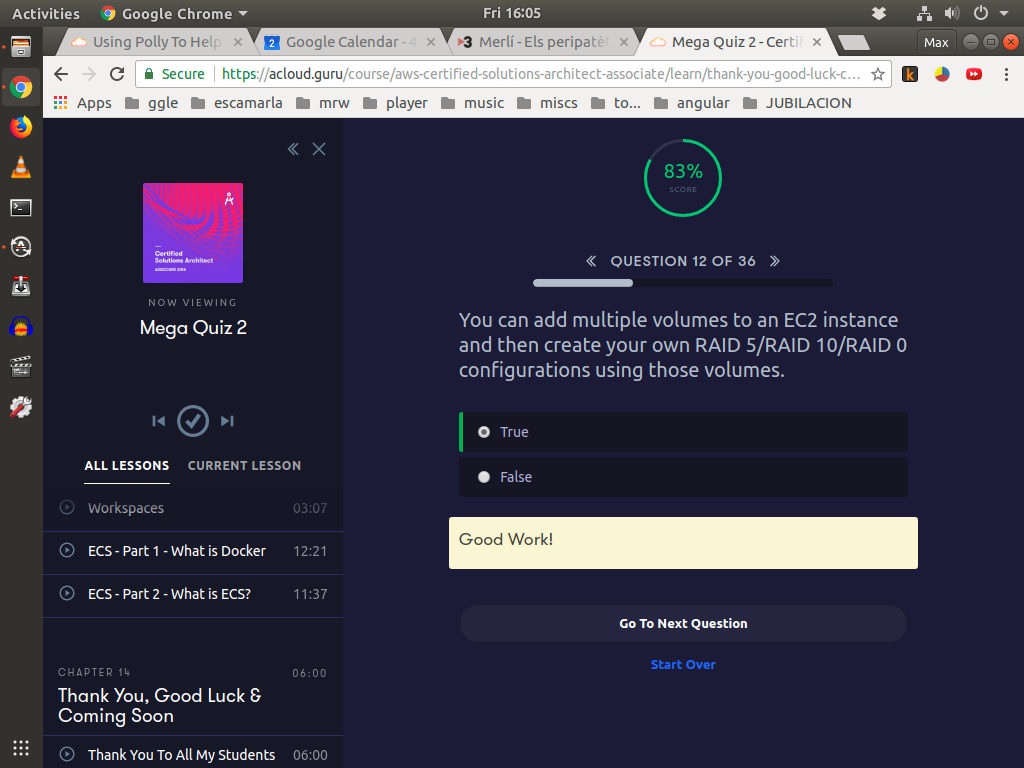 Activities Google Chrome Fri 16:05
Using Polly To Help Google Calendar - 4 Merlí - Els peripatèt Mega Quiz 2 - Certif Max
Secure https://acloud.guru/course/aws-certified-solutions-architect-associate/learn/thank-you-good-luck-c...
Apps ggle escamarla mrw player music miscs to... angular JUBILACION
Certified
Solutions Architect
ASSOCIATE 2018
NOW VIEWING
Mega Quiz 2
ALL LESSONS CURRENT LESSON
Workspaces 03:07
ECS - Part 1 - What is Docker 12:21
ECS - Part 2 - What is ECS? 11:37
CHAPTER 14 06:00
Thank You, Good Luck &
Coming Soon
Thank You To All My Students 06:00
83%
SCORE
QUESTION 12 OF 36
You can add multiple volumes to an EC2 instance
and then create your own RAID 5/RAID 10/RAID 0
configurations using those volumes.
True
False
Good Work!
Go To Next Question
Start Over